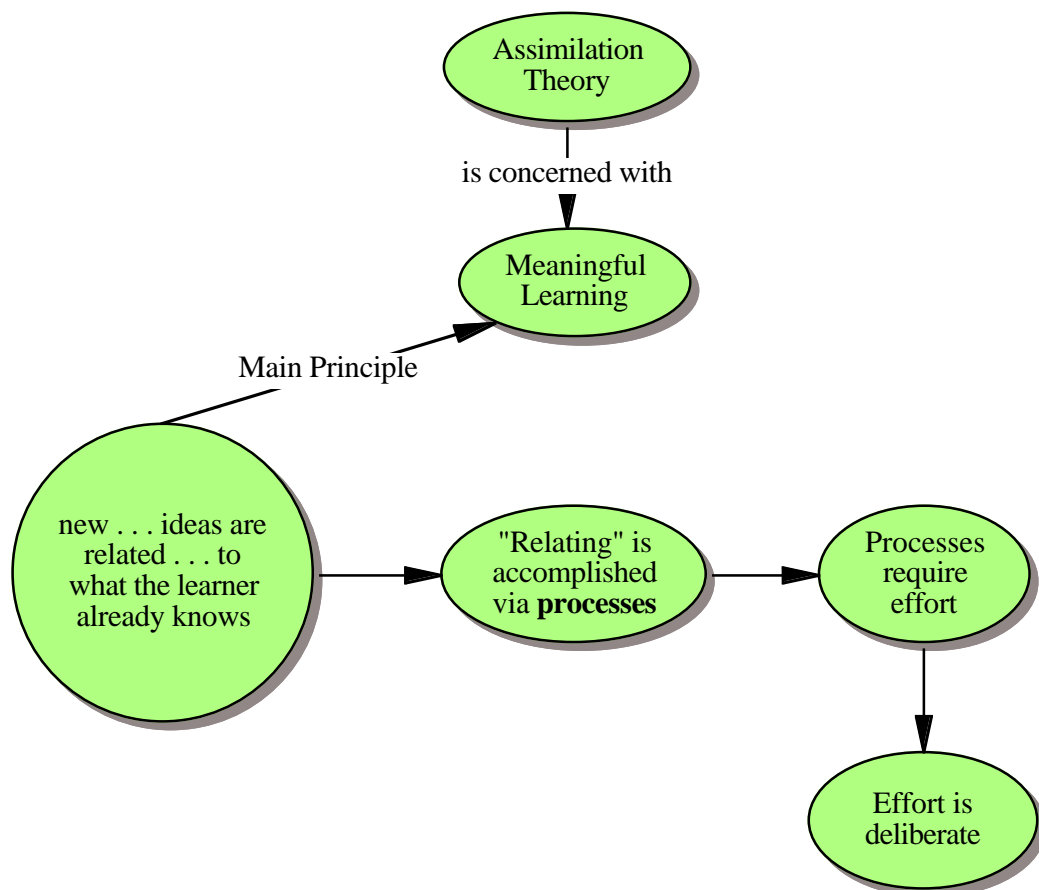 Assimilation
Theory
is concerned with
Meaningful
Learning
Main Principle
new . . . ideas are
related . . . to
what the learner
already knows
"Relating" is
accomplished
via processes
Processes
require
effort
Effort is
deliberate